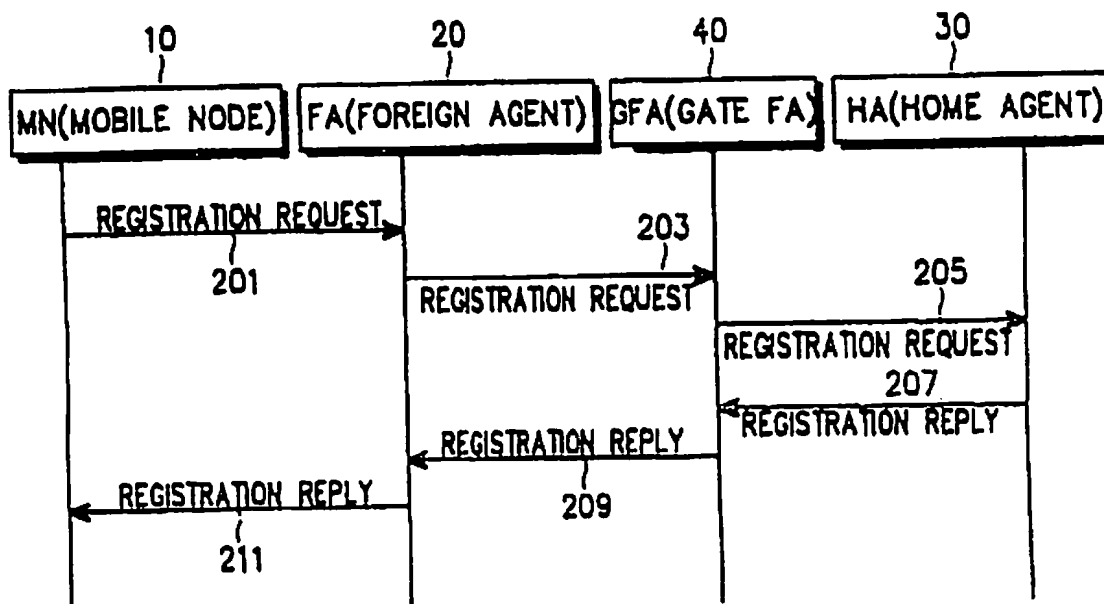 10
20
40
30
MN(MOBILE NODE)
FA(FOREIGN AGENT)
GFA(GATE FA)
HA(HOME AGENT)
REGISTRATION REQUEST
201
203
REGISTRATION REQUEST
205
REGISTRATION REQUEST
207
REGISTRATION REPLY
REGISTRATION REPLY
209
REGISTRATION REPLY
211